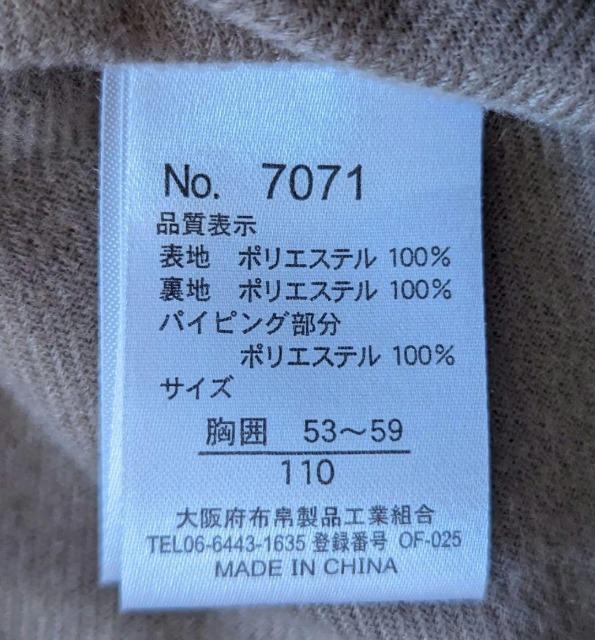 No. 7071
品質表示
表地 ポリエステル 100%
裏地 ポリエステル 100%
パイピング部分
ポリエステル 100%
サイズ
胸囲 53〜59
110
大阪府布帛製品工業組合
TEL06-6443-1635 登録番号 OF-025
MADE IN CHINA